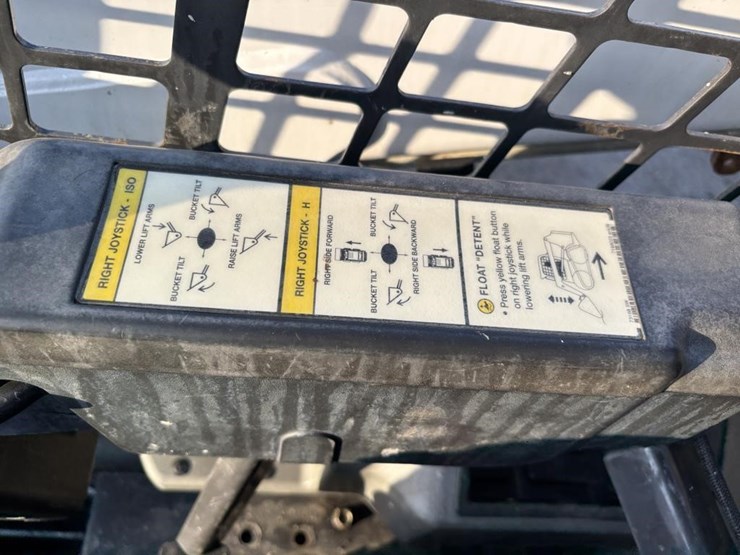 RIGHT JOYSTICK - ISO
LOWER LIFT ARMS
BUCKET TILT
BUCKET TILT
RAISE LIFT ARMS
RIGHT JOYSTICK - H
RIGHT SIDE FORWARD
BUCKET TILT
BUCKET TILT
RIGHT SIDE BACKWARD
FLOAT "DETENT"
• Press yellow float button
on right joystick while
lowering lift arms.